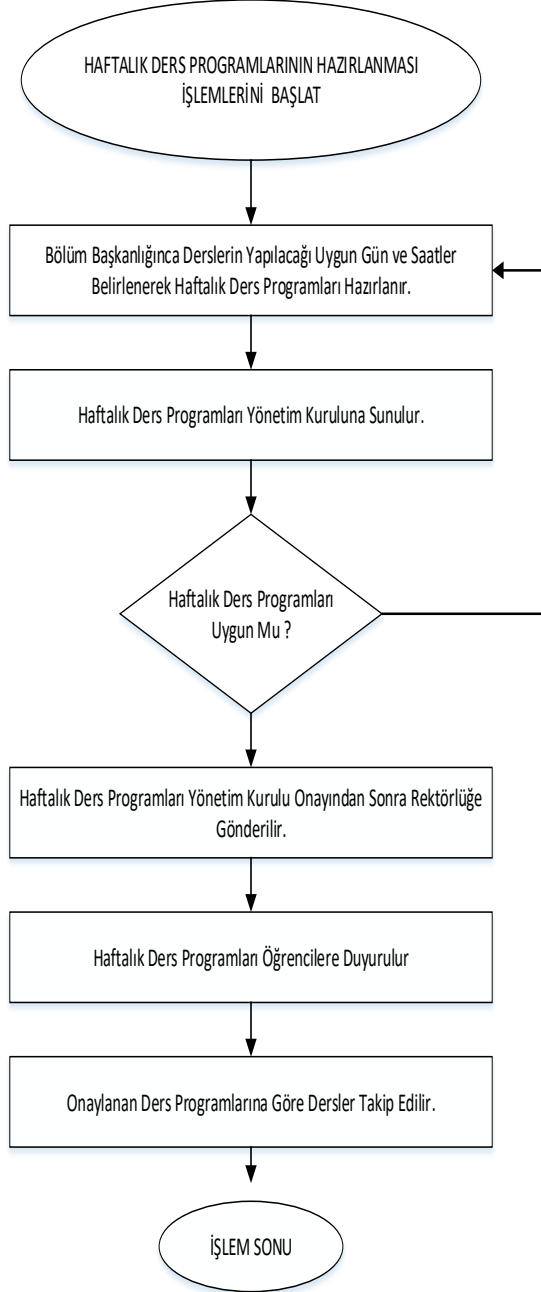 HAFTALIK DERS PROGRAMLARININ HAZIRLANMASI
İŞLEMLERİNİ BAŞLAT
Bölüm Başkanlığınca Derslerin Yapılacağı Uygun Gün ve Saatler
Belirlenerek Haftalık Ders Programları Hazırlanır.
Haftalık Ders Programları Yönetim Kuruluna Sunulur.
Haftalık Ders Programları
Uygun Mu ?
Haftalık Ders Programları Yönetim Kurulu Onayından Sonra Rektörlüğe
Gönderilir.
Haftalık Ders Programları Öğrencilere Duyurulur
Onaylanan Ders Programlarına Göre Dersler Takip Edilir.
İŞLEM SONU